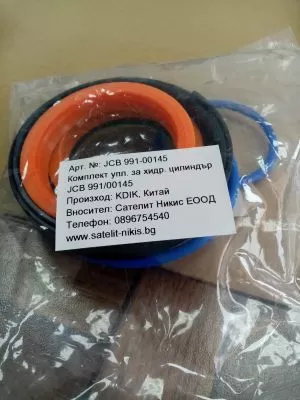 Арт. №: JCB 991-00145
Комплект упл. за хидр. ципиндър
JCB 991/00145
Произход: KDIK, Китай
Вносител: Сателит Никис ЕООД
Телефон: 0896754540
www.satelit-nikis.bg